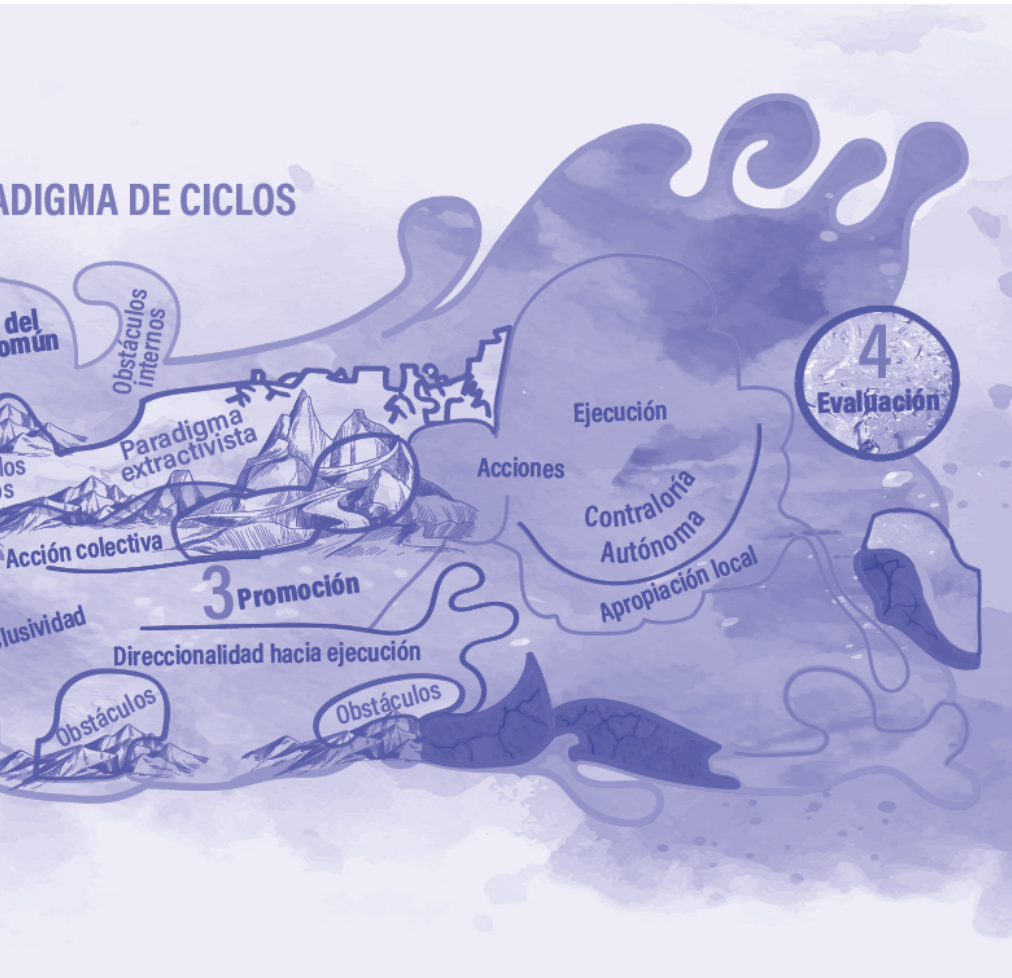 ADIGMA DE CICLOS
del
omún
Obstáculos
internos
4
Evaluación
Paradigma
extractivista
Ejecución
los
os
Acciones
Contraloría
Autónoma
Acción colectiva
3 Promoción
Apropiación local
lusividad
Direccionalidad hacia ejecución
Obstáculos
Obstáculos